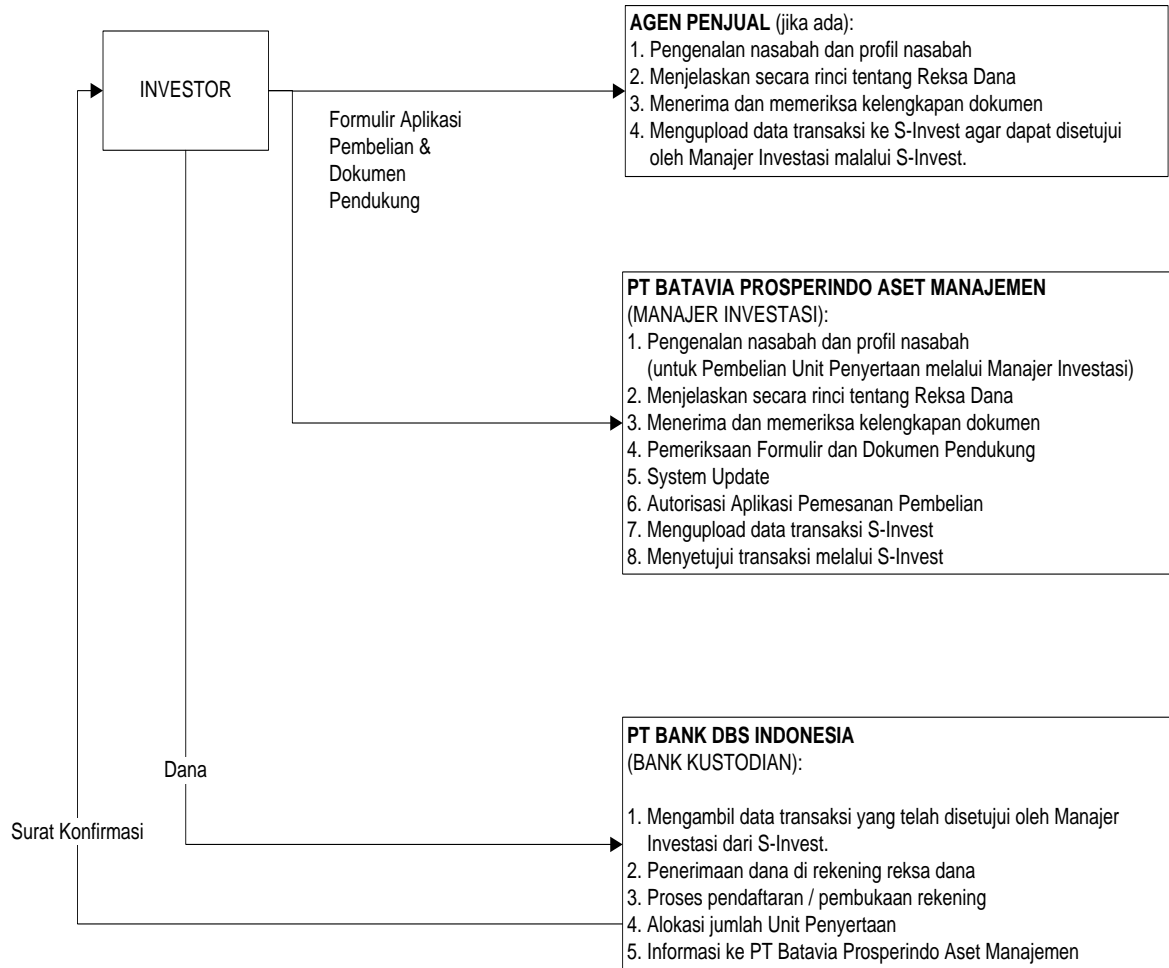 INVESTOR
Formulir Aplikasi
Pembelian &
Dokumen
Pendukung
AGEN PENJUAL (jika ada):
1. Pengenalan nasabah dan profil nasabah
2. Menjelaskan secara rinci tentang Reksa Dana
3. Menerima dan memeriksa kelengkapan dokumen
4. Mengupload data transaksi ke S-Invest agar dapat disetujui
oleh Manajer Investasi malalui S-Invest.
PT BATAVIA PROSPERINDO ASET MANAJEMEN
(MANAJER INVESTASI):
1. Pengenalan nasabah dan profil nasabah
(untuk Pembelian Unit Penyertaan melalui Manajer Investasi)
2. Menjelaskan secara rinci tentang Reksa Dana
3. Menerima dan memeriksa kelengkapan dokumen
4. Pemeriksaan Formulir dan Dokumen Pendukung
5. System Update
6. Autorisasi Aplikasi Pemesanan Pembelian
7. Mengupload data transaksi S-Invest
8. Menyetujui transaksi melalui S-Invest
Dana
Surat Konfirmasi
PT BANK DBS INDONESIA
(BANK KUSTODIAN):
1. Mengambil data transaksi yang telah disetujui oleh Manajer
Investasi dari S-Invest.
2. Penerimaan dana di rekening reksa dana
3. Proses pendaftaran / pembukaan rekening
4. Alokasi jumlah Unit Penyertaan
5. Informasi ke PT Batavia Prosperindo Aset Manajemen